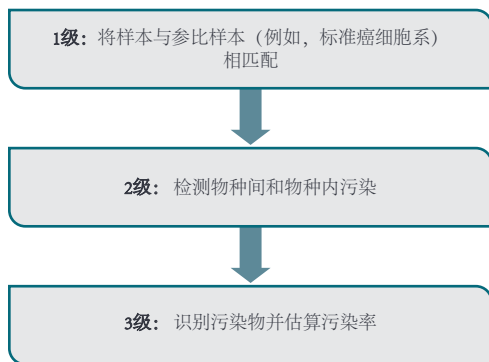 1级：将样本与参比样本（例如，标准癌细胞系）
相匹配
2级： 检测物种间和物种内污染
3级： 识别污染物并估算污染率